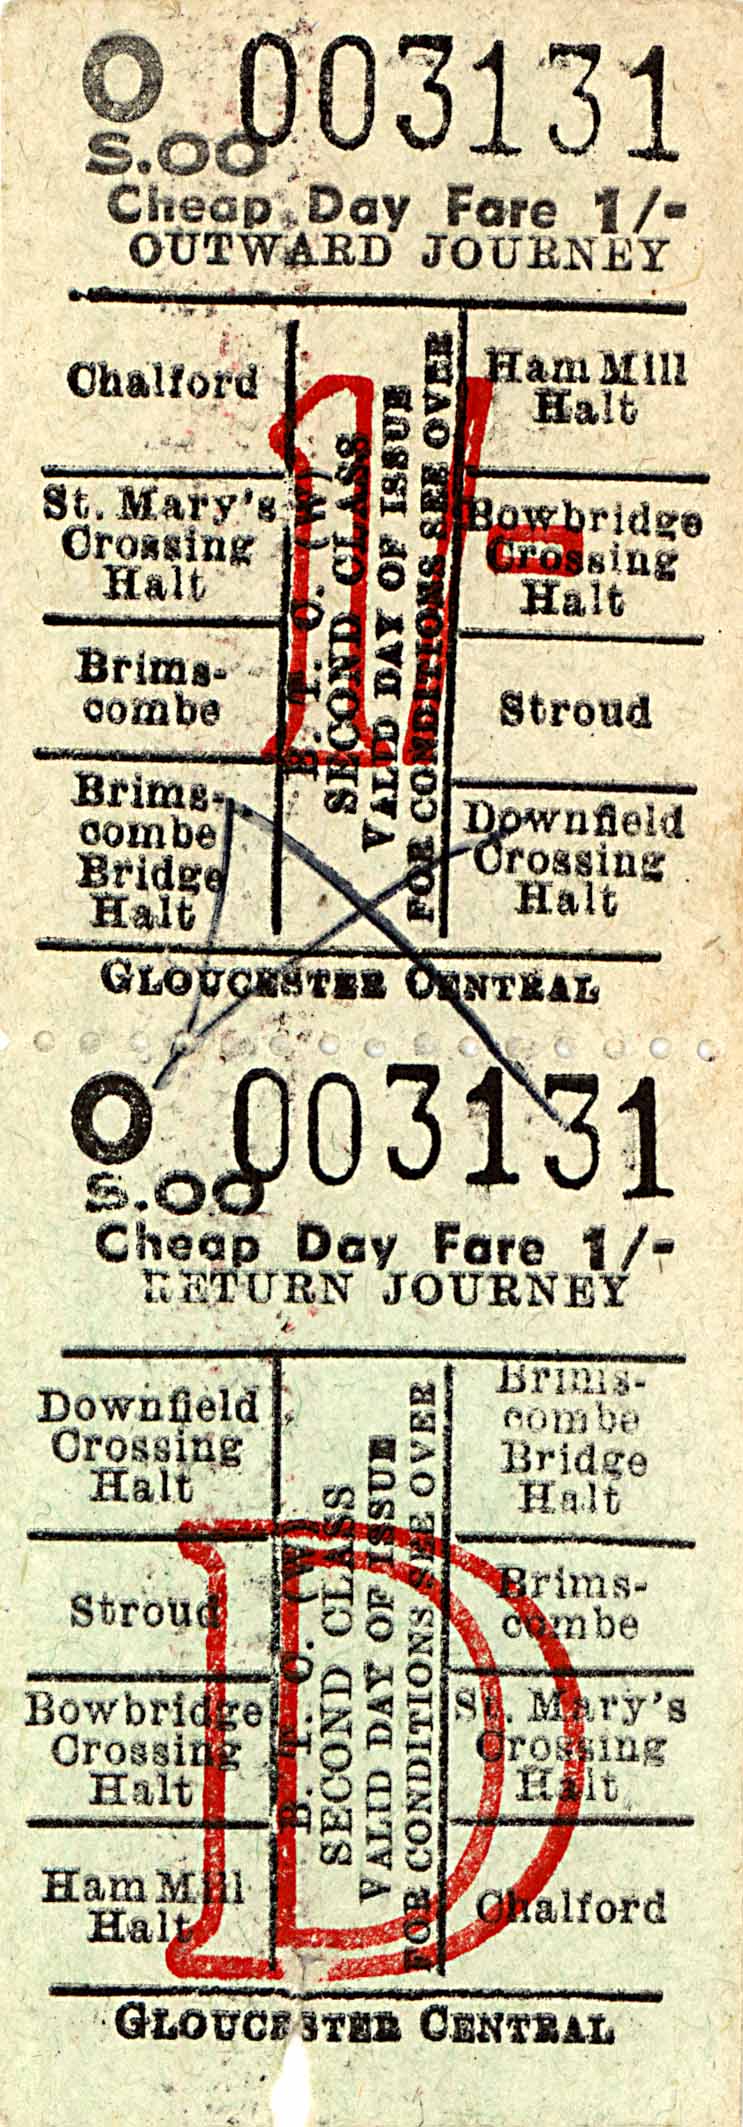 O 003131
S.OO
Cheap Day Fare 1/-
OUTWARD JOURNEY
Chalford
St. Mary's
Crossing
Halt
Brims-
combe
Brims-
combe
Bridge
Halt
1/-
B. T. C. (W)
SECOND CLASS
VALID DAY OF ISSUE
FOR CONDITIONS SEE OVER
Ham Mill
Halt
Bowbridge
Crossing
Halt
Stroud
Downfield
Crossing
Halt
GLOUCESTER CENTRAL
O 003131
S.OO
Cheap Day Fare 1/-
RETURN JOURNEY
Downfield
Crossing
Halt
Stroud
Bowbridge
Crossing
Halt
Ham Mill
Halt
D
B. T. C. (W)
SECOND CLASS
VALID DAY OF ISSUE
FOR CONDITIONS SEE OVER
Brims-
combe
Bridge
Halt
Brims-
combe
St. Mary's
Crossing
Halt
Chalford
GLOUCESTER CENTRAL